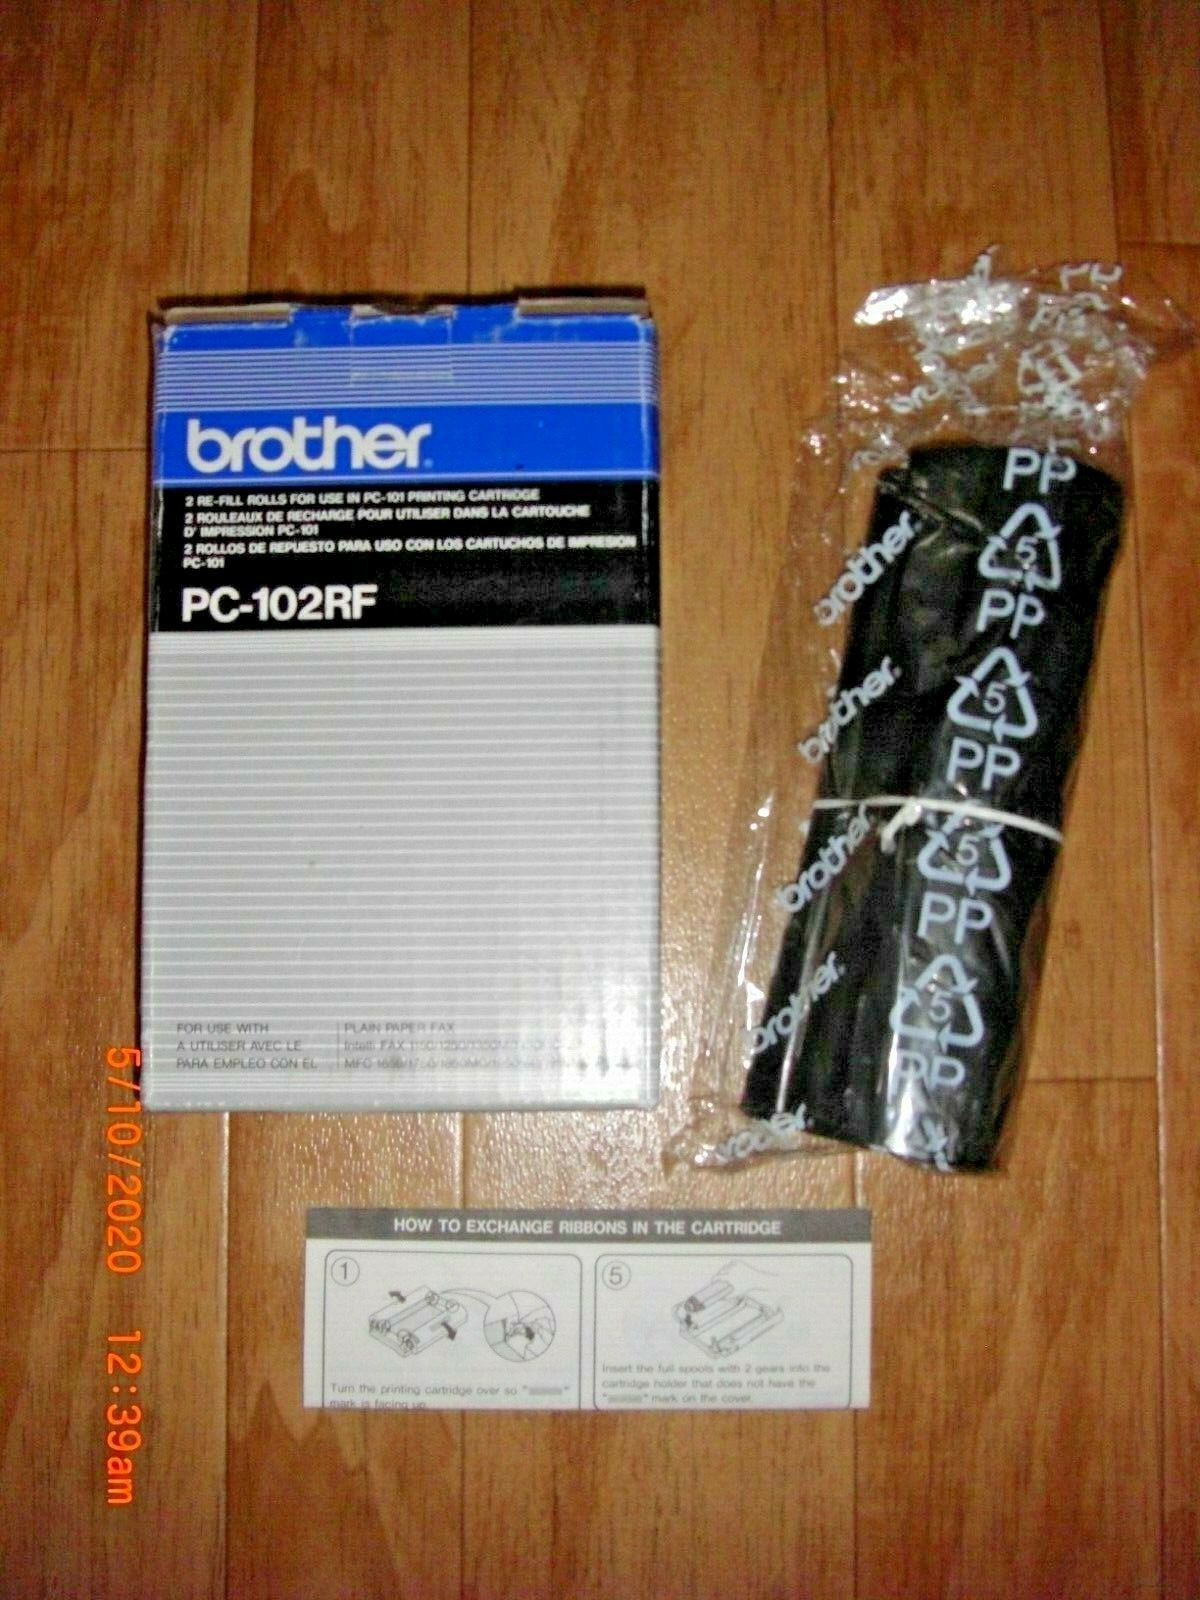 brother
2 RE-FILL ROLLS FOR USE IN PC-101 PRINTING CARTRIDGE
2 ROULEAUX DE RECHARGE POUR UTILISER DANS LA CARTOUCHE
D' IMPRESSION PC-101
2 ROLLOS DE REPUESTO PARA USO CON LOS CARTUCHOS DE IMPRESION
PC-101
PC-102RF
FOR USE WITH
A UTILISER AVEC LE
PARA EMPLEO CON EL
PLAIN PAPER FAX
Intelli FAX
MFC
PP
5
PP
5
PP
5
PP
5
PP
brother.
brother.
brother
brother.
brother.
HOW TO EXCHANGE RIBBONS IN THE CARTRIDGE
1
Turn the printing cartridge over so " "
mark is facing up
5
Insert the full spools with 2 gears into the
cartridge holder that does not have the
" " mark on the cover.
5/10/2020 12:39am